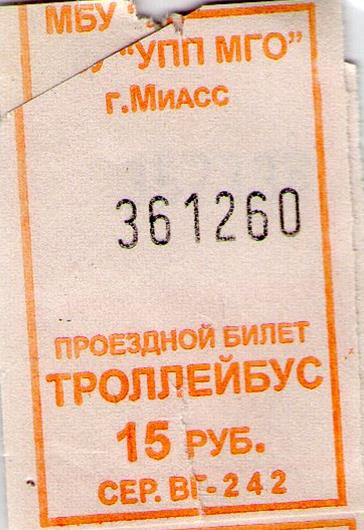 МБУ
"УПП МГО"
г. МИАСС
361260
ПРОЕЗДНОЙ БИЛЕТ
ТРОЛЛЕЙБУС
15 РУБ.
СЕР. ВГ-242